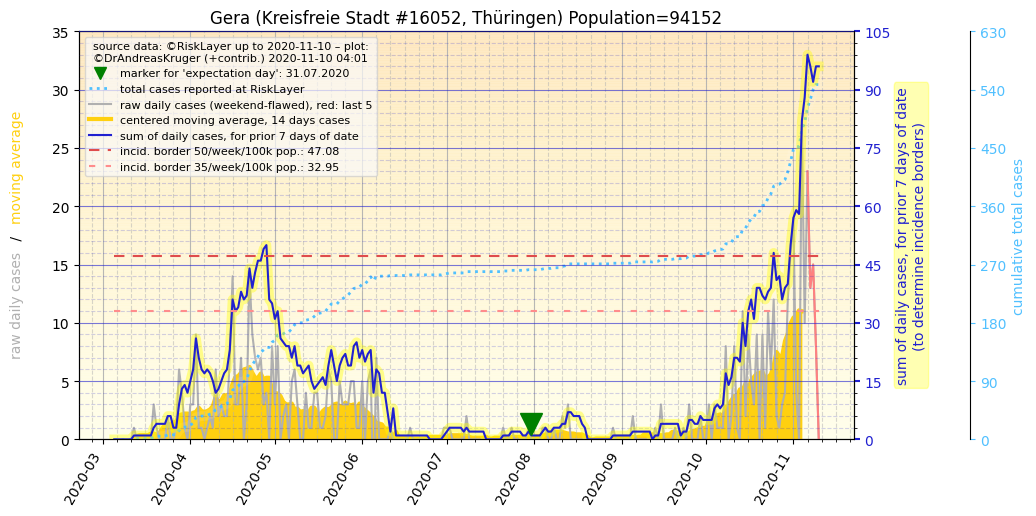 Gera (Kreisfreie Stadt #16052, Thüringen) Population=94152
source data: ©RiskLayer up to 2020-11-10 – plot:
©DrAndreasKruger (+contrib.) 2020-11-10 04:01
marker for 'expectation day': 31.07.2020
total cases reported at RiskLayer
raw daily cases (weekend-flawed), red: last 5
centered moving average, 14 days cases
sum of daily cases, for prior 7 days of date
incid. border 50/week/100k pop.: 47.08
incid. border 35/week/100k pop.: 32.95
raw daily cases / moving average
35
30
25
20
15
10
5
0
105
90
75
60
45
30
15
0
sum of daily cases, for prior 7 days of date
(to determine incidence borders)
630
540
450
360
270
180
90
0
cumulative total cases
2020-03
2020-04
2020-05
2020-06
2020-07
2020-08
2020-09
2020-10
2020-11